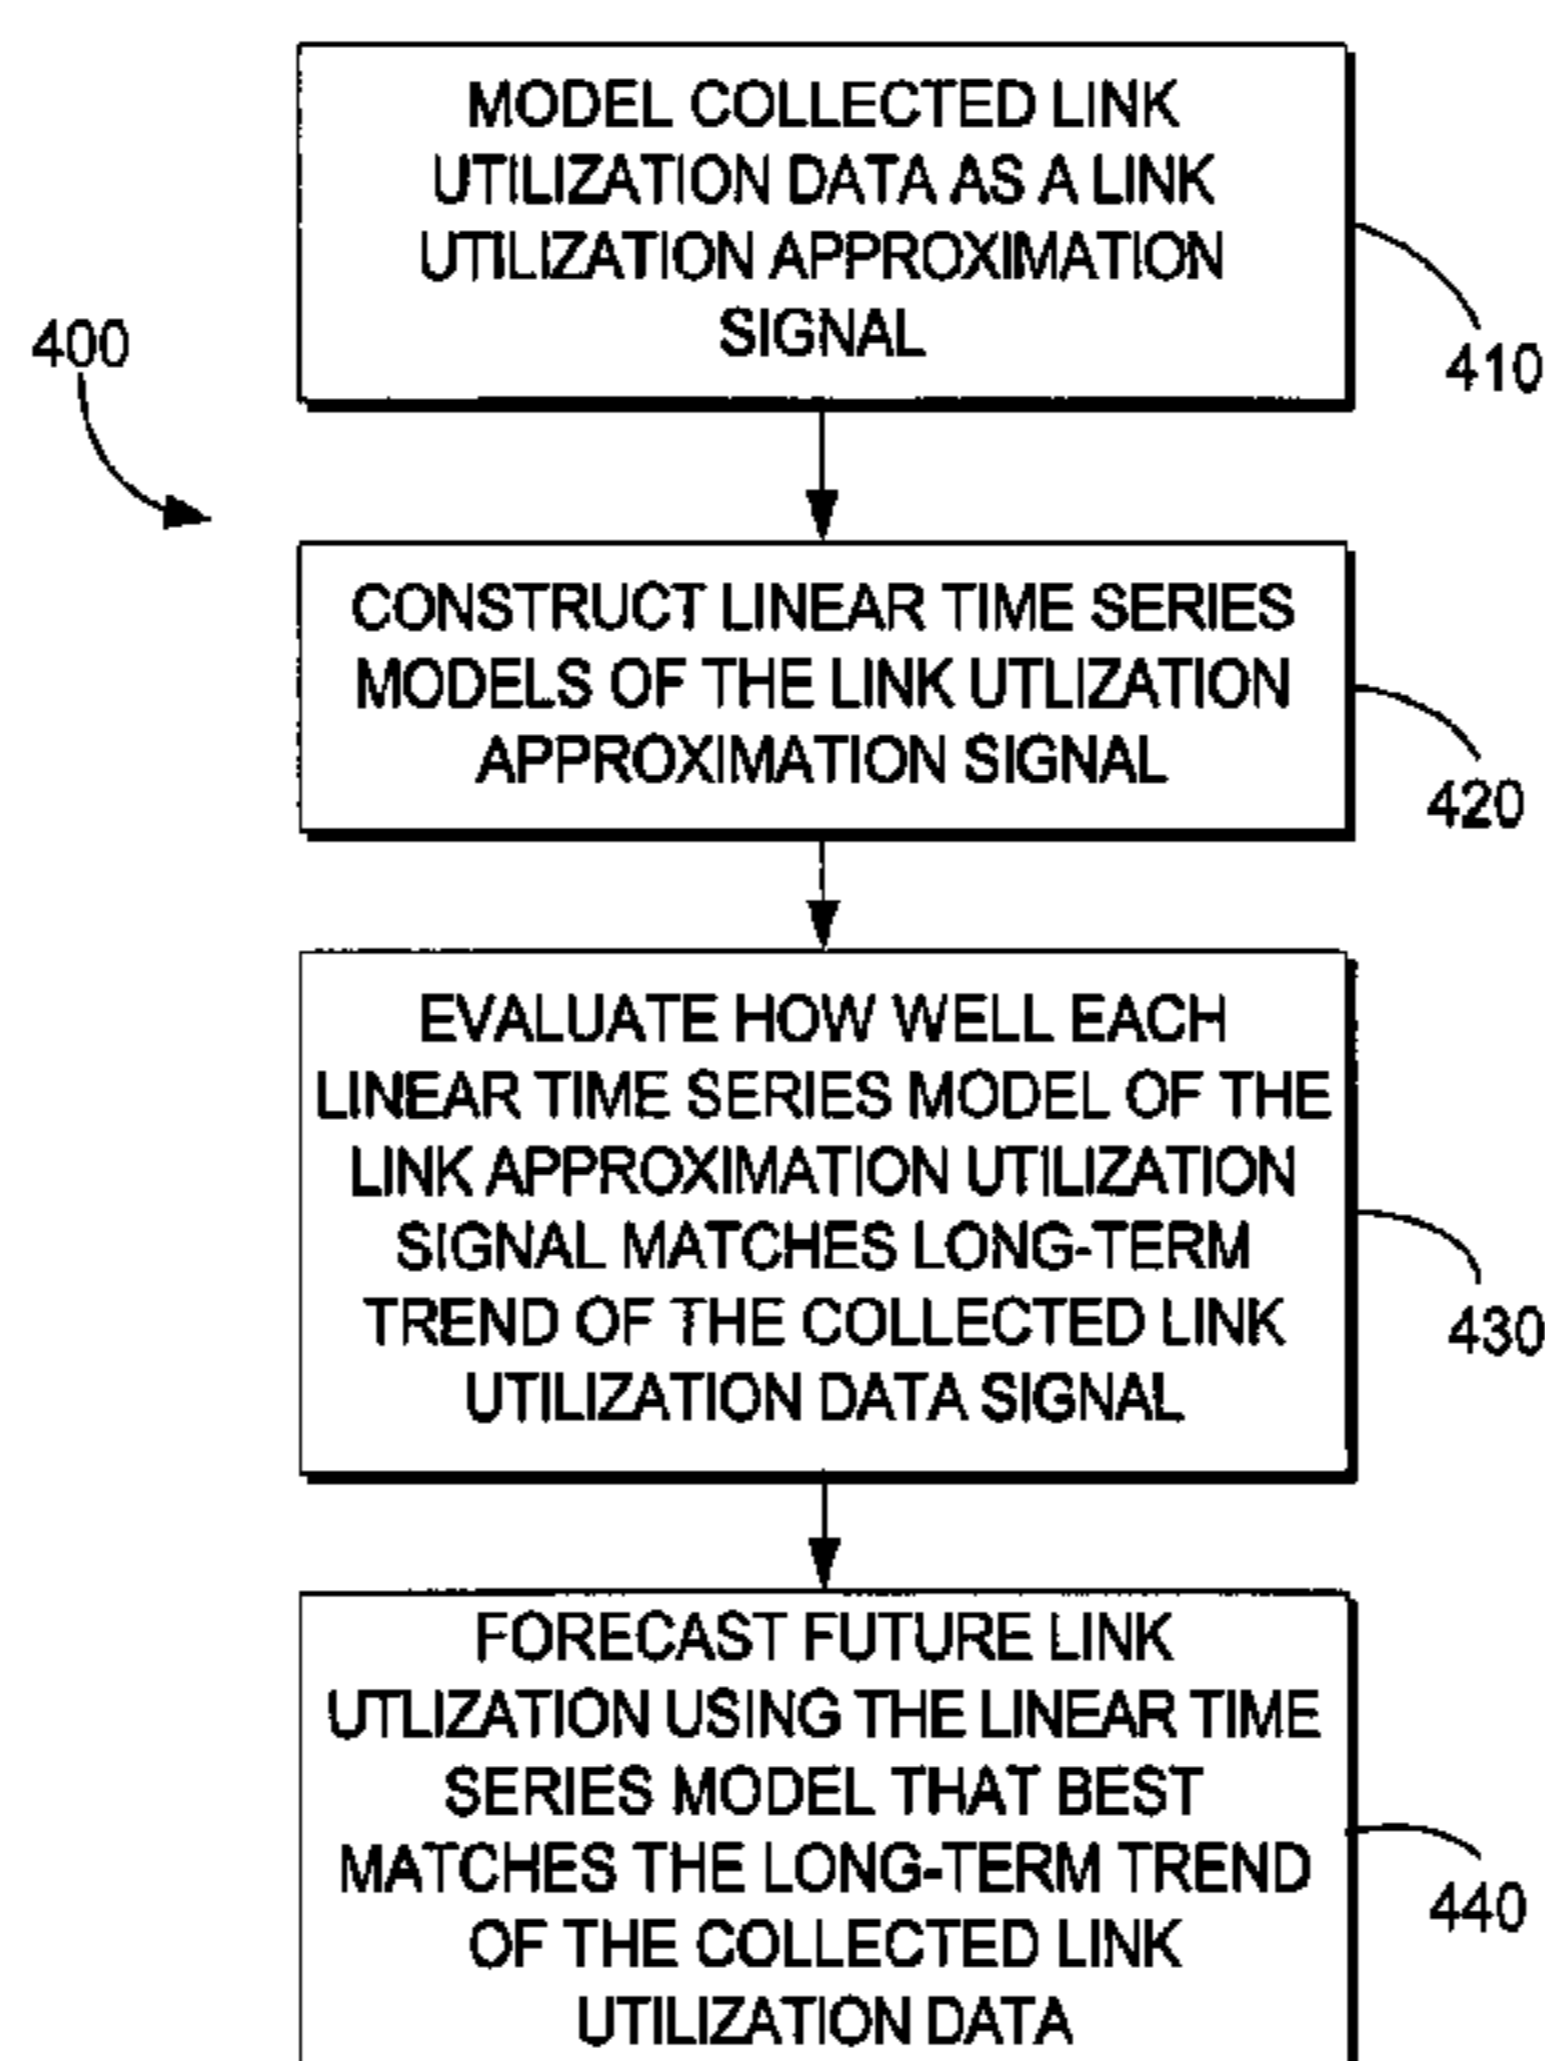 MODEL COLLECTED LINK
UTILIZATION DATA AS A LINK
UTILIZATION APPROXIMATION
SIGNAL
400
410
CONSTRUCT LINEAR TIME SERIES
MODELS OF THE LINK UTLIZATION
APPROXIMATION SIGNAL
420
EVALUATE HOW WELL EACH
LINEAR TIME SERIES MODEL OF THE
LINK APPROXIMATION UTILIZATION
SIGNAL MATCHES LONG-TERM
TREND OF THE COLLECTED LINK
UTILIZATION DATA SIGNAL
430
FORECAST FUTURE LINK
UTLIZATION USING THE LINEAR TIME
SERIES MODEL THAT BEST
MATCHES THE LONG-TERM TREND
OF THE COLLECTED LINK
UTILIZATION DATA
440